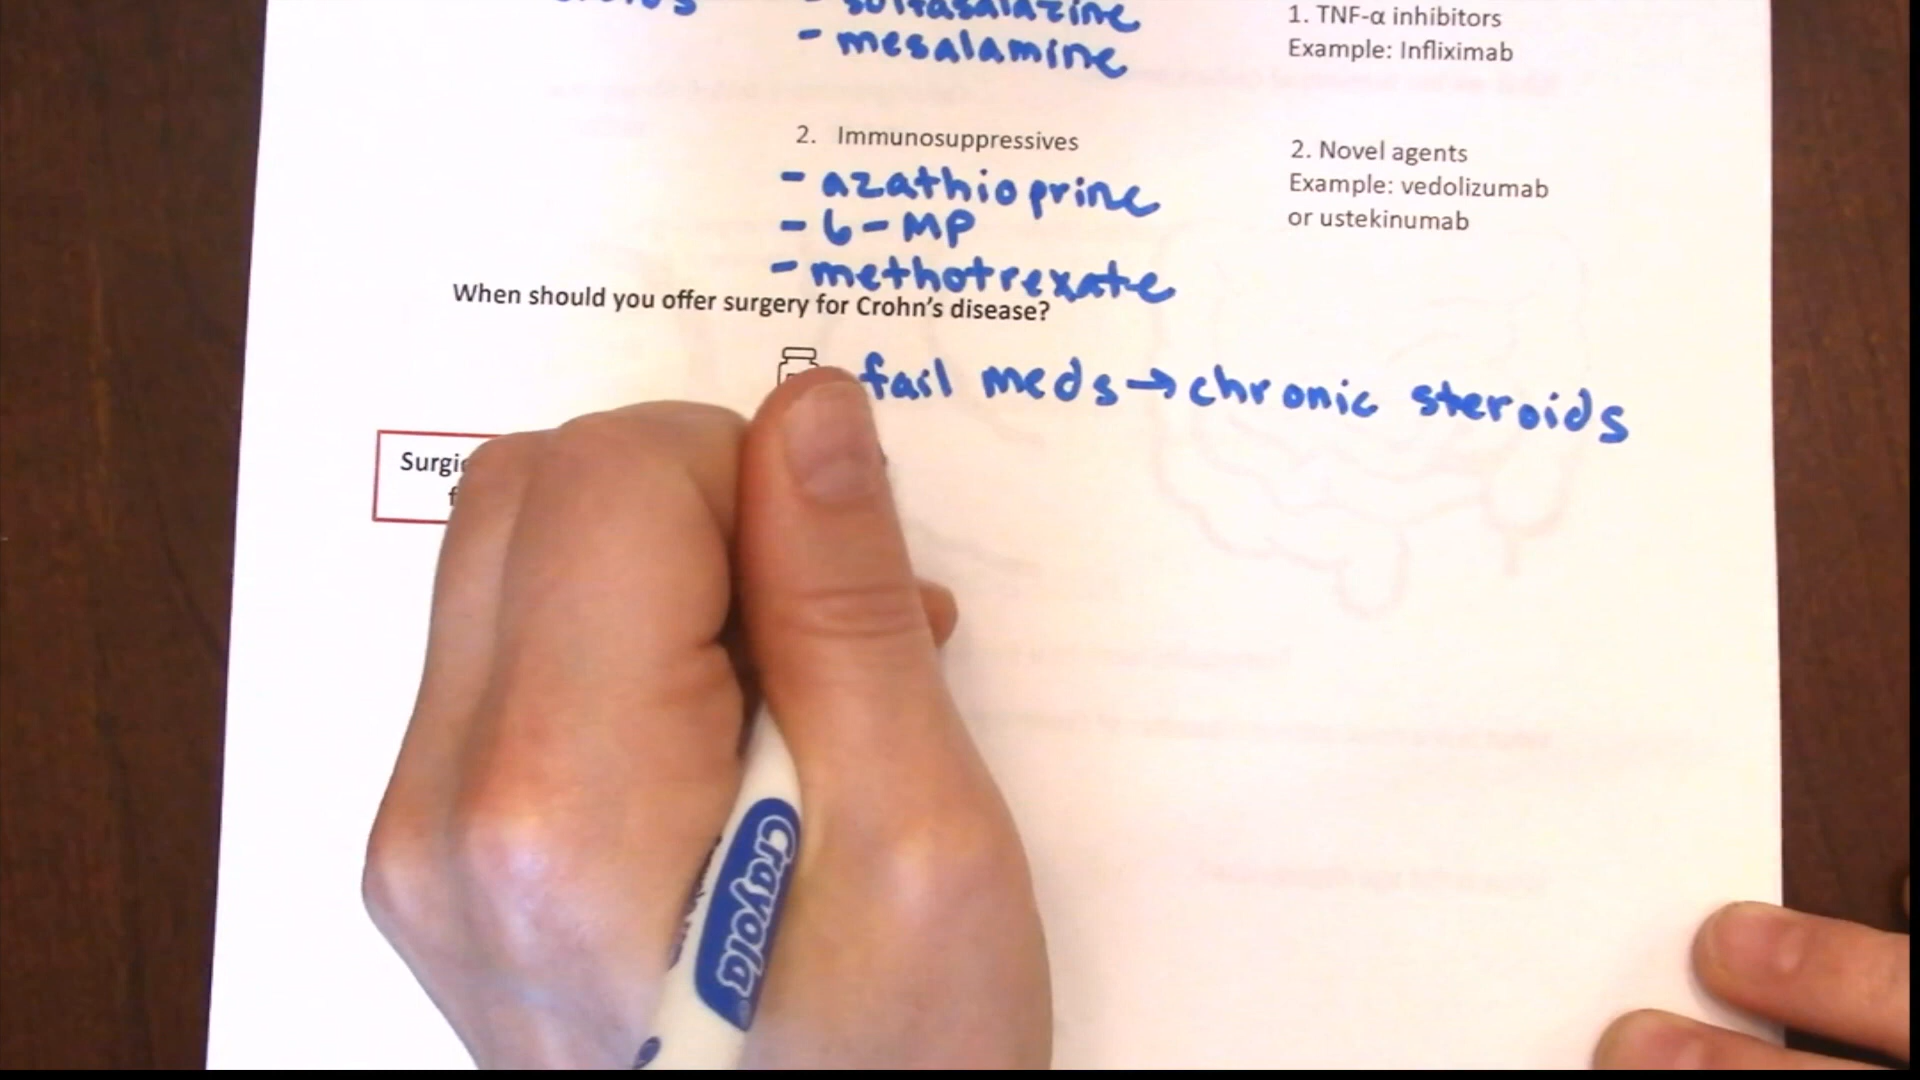 - sulfasalazine
- mesalamine
1. TNF-α inhibitors
Example: Infliximab
2. Immunosuppressives
- azathioprine
- 6-MP
- methotrexate
2. Novel agents
Example: vedolizumab
or ustekinumab
When should you offer surgery for Crohn's disease?
fail meds → chronic steroids
Crayola